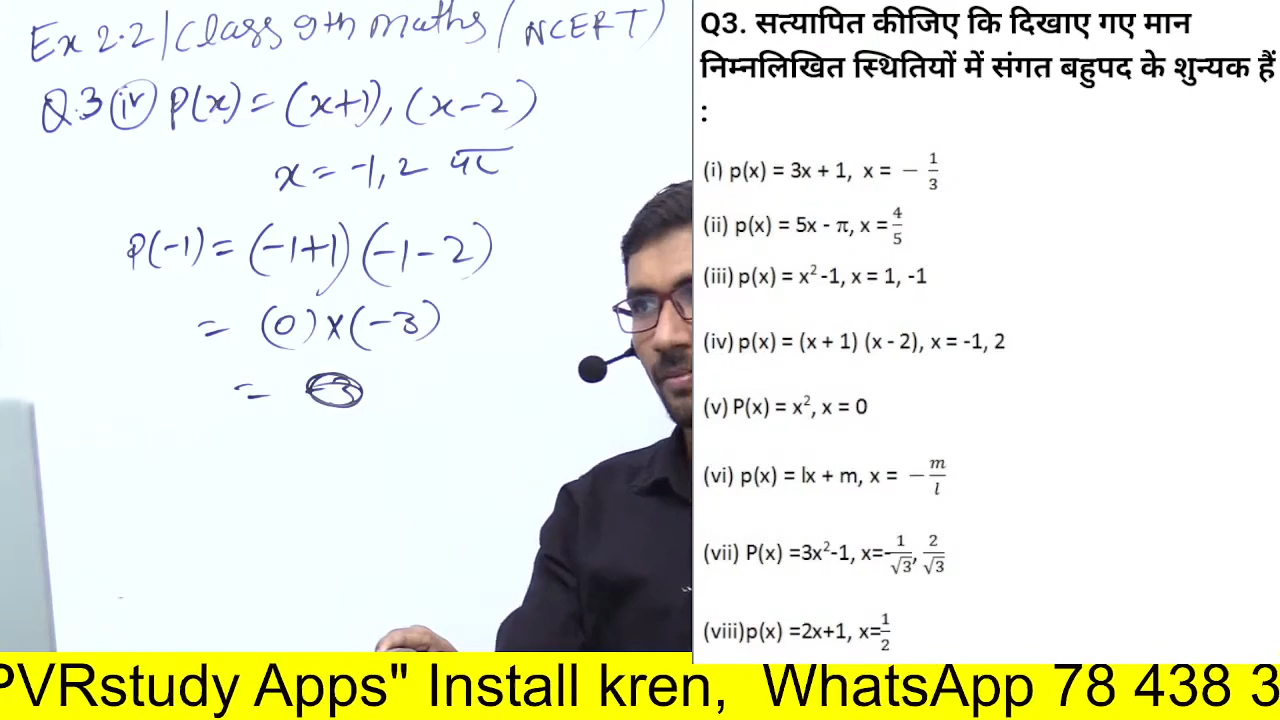 Ex 2.2 / Class 9th maths / (NCERT)
Q.3 (iv) P(x) = (x+1), (x-2)
x = -1, 2 पर
P(-1) = (-1+1) (-1-2)
= (0) x (-3)
=
Q3. सत्यापित कीजिए कि दिखाए गए मान
निम्नलिखित स्थितियों में संगत बहुपद के शुन्यक हैं
:
(i) p(x) = 3x + 1, x = - 1/3
(ii) p(x) = 5x - π, x = 4/5
(iii) p(x) = x² -1, x = 1, -1
(iv) p(x) = (x + 1) (x - 2), x = -1, 2
(v) P(x) = x², x = 0
(vi) p(x) = lx + m, x = - m/l
(vii) P(x) =3x²-1, x=-1/√3, 2/√3
(viii)p(x) =2x+1, x=1/2
PVRstudy Apps" Install kren, WhatsApp 78 438 3